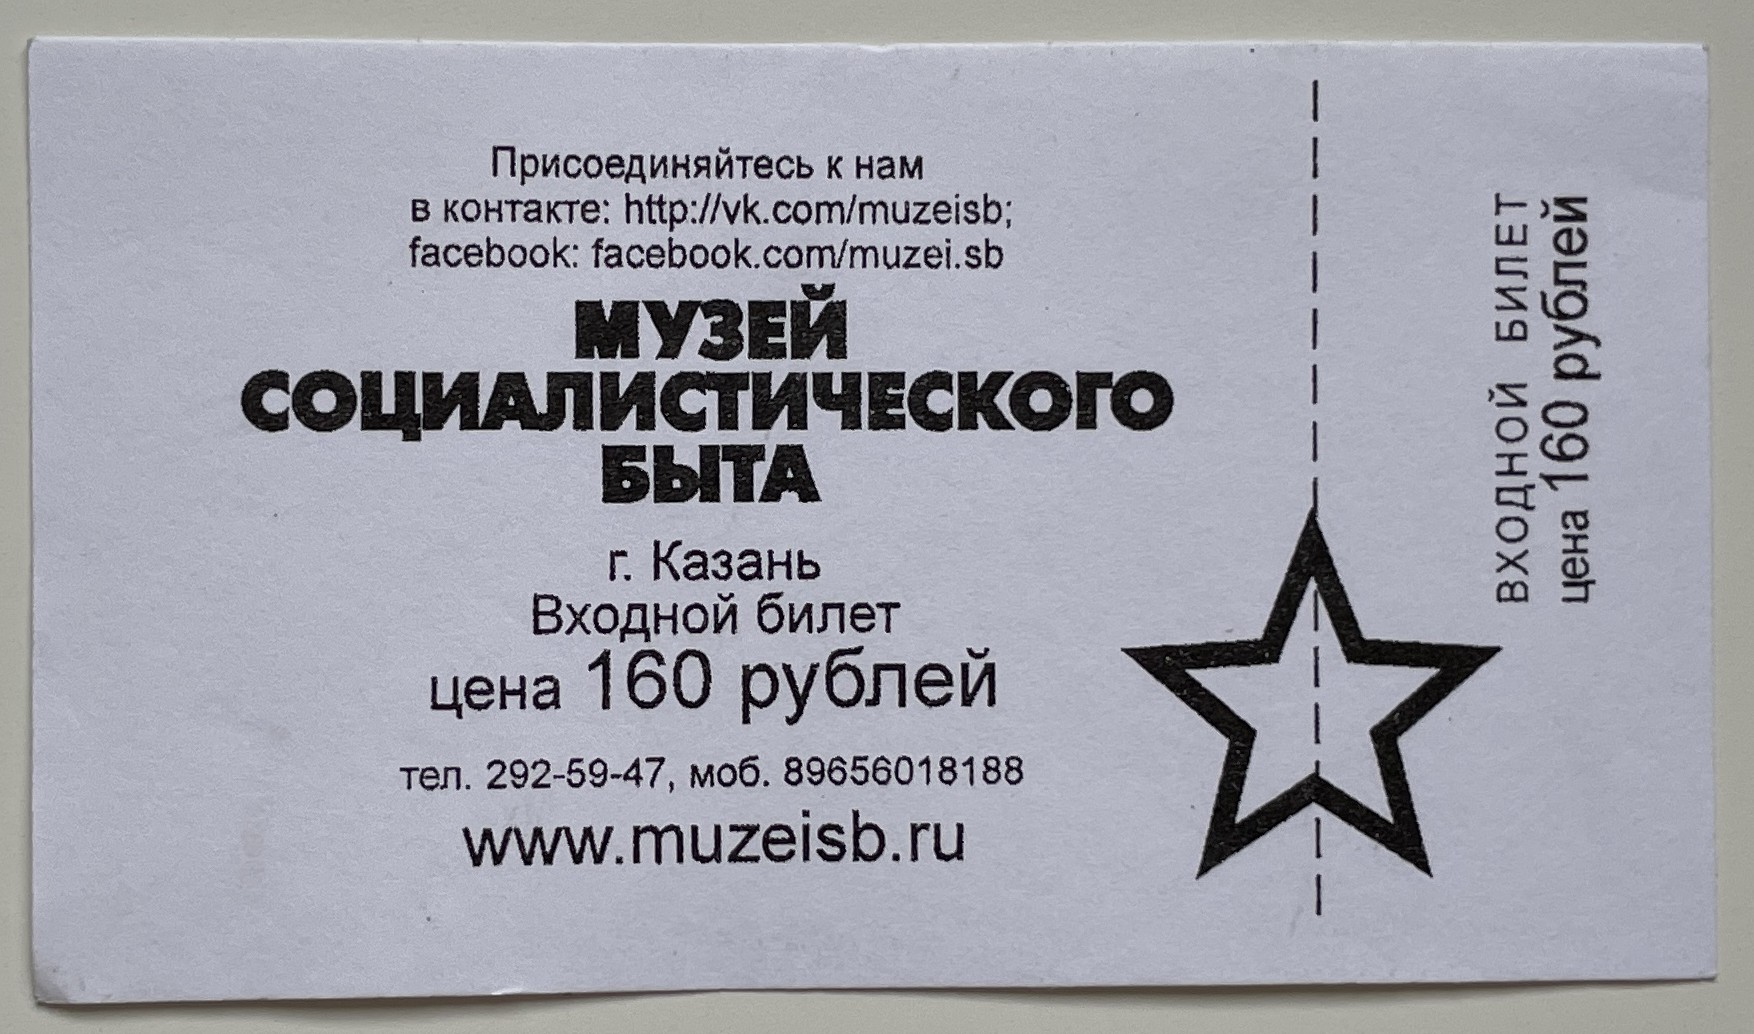 Присоединяйтесь к нам
в контакте: http://vk.com/muzeisb;
facebook: facebook.com/muzei.sb
МУЗЕЙ
СОЦИАЛИСТИЧЕСКОГО
БЫТА
г. Казань
Входной билет
цена 160 рублей
тел. 292-59-47, моб. 89656018188
www.muzeisb.ru
ВХОДНОЙ БИЛЕТ
цена 160 рублей